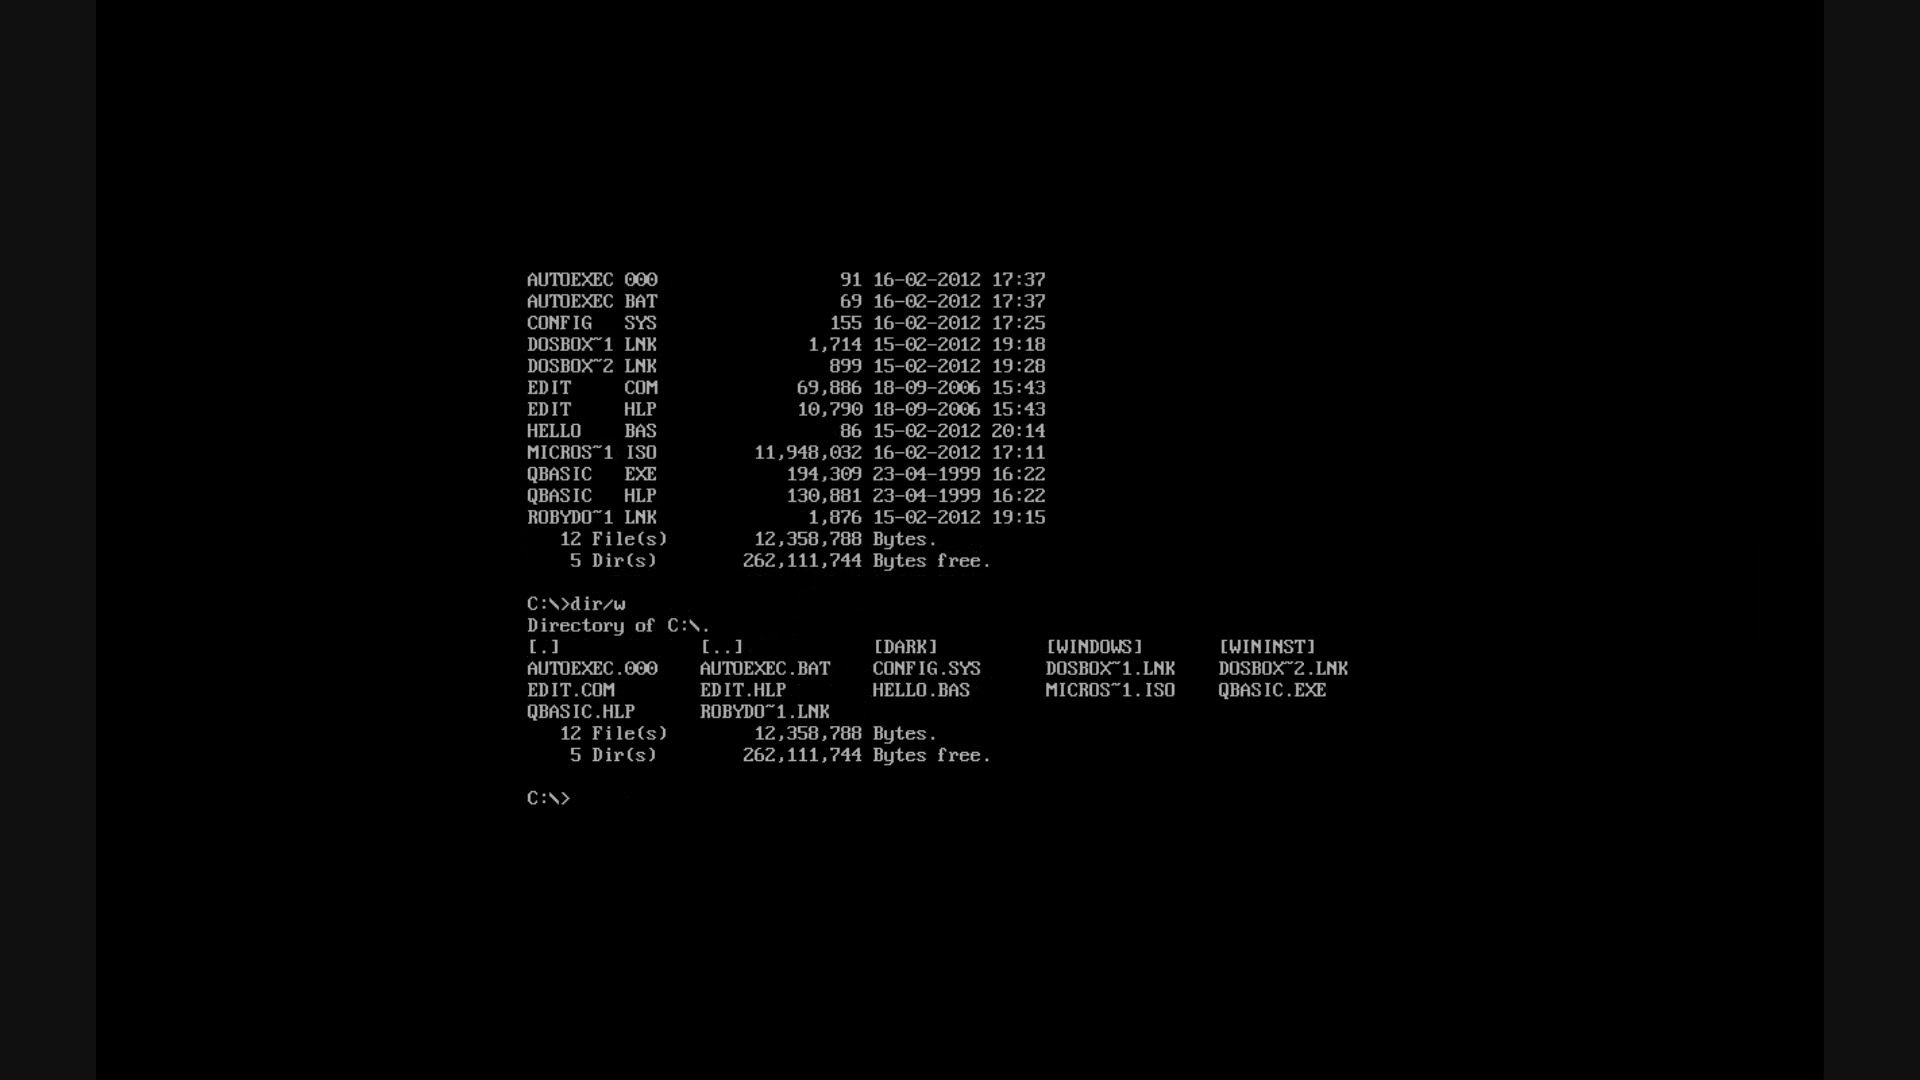 AUTOEXEC 000                 91 16-02-2012 17:37
AUTOEXEC BAT                 69 16-02-2012 17:37
CONFIG   SYS                155 16-02-2012 17:25
DOSBOX~1 LNK              1,714 15-02-2012 19:18
DOSBOX~2 LNK                899 15-02-2012 19:28
EDIT     COM             69,886 18-09-2006 15:43
EDIT     HLP             10,790 18-09-2006 15:43
HELLO    BAS                 86 15-02-2012 20:14
MICROS~1 ISO         11,948,032 16-02-2012 17:11
QBASIC   EXE            194,309 23-04-1999 16:22
QBASIC   HLP            130,881 23-04-1999 16:22
ROBYDO~1 LNK              1,876 15-02-2012 19:15
   12 File(s)        12,358,788 Bytes.
    5 Dir(s)        262,111,744 Bytes free.
C:\>dir/w
Directory of C:\.
[.]             [..]            [DARK]          [WINDOWS]       [WININST]
AUTOEXEC.000    AUTOEXEC.BAT    CONFIG.SYS      DOSBOX~1.LNK    DOSBOX~2.LNK
EDIT.COM        EDIT.HLP        HELLO.BAS       MICROS~1.ISO    QBASIC.EXE
QBASIC.HLP      ROBYDO~1.LNK
   12 File(s)        12,358,788 Bytes.
    5 Dir(s)        262,111,744 Bytes free.
C:\>